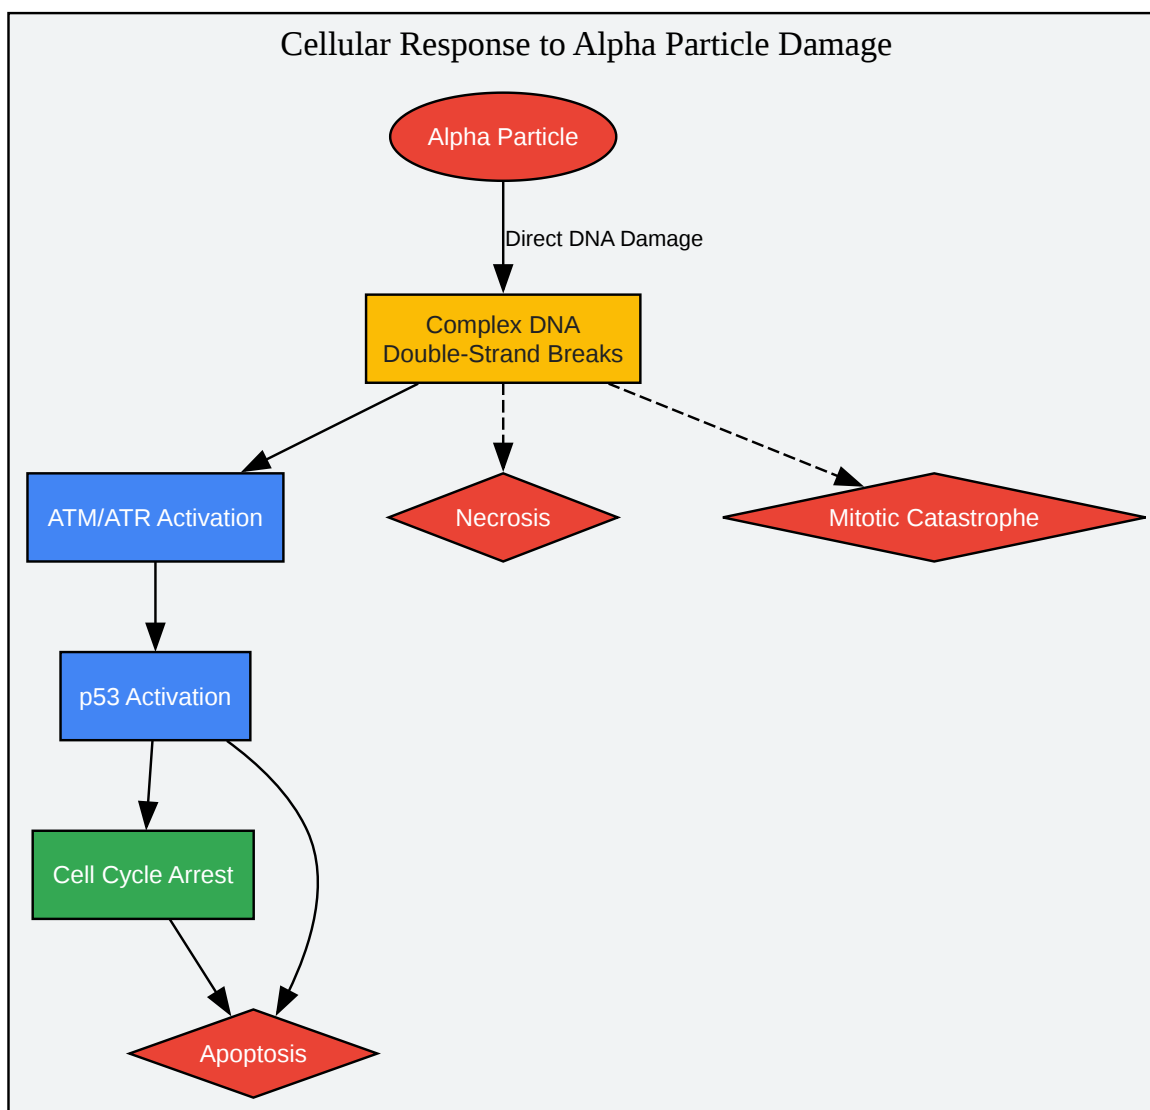 Cellular Response to Alpha Particle Damage
Alpha Particle
Direct DNA Damage
Complex DNA
Double-Strand Breaks
ATM/ATR Activation
Necrosis
Mitotic Catastrophe
p53 Activation
Cell Cycle Arrest
Apoptosis